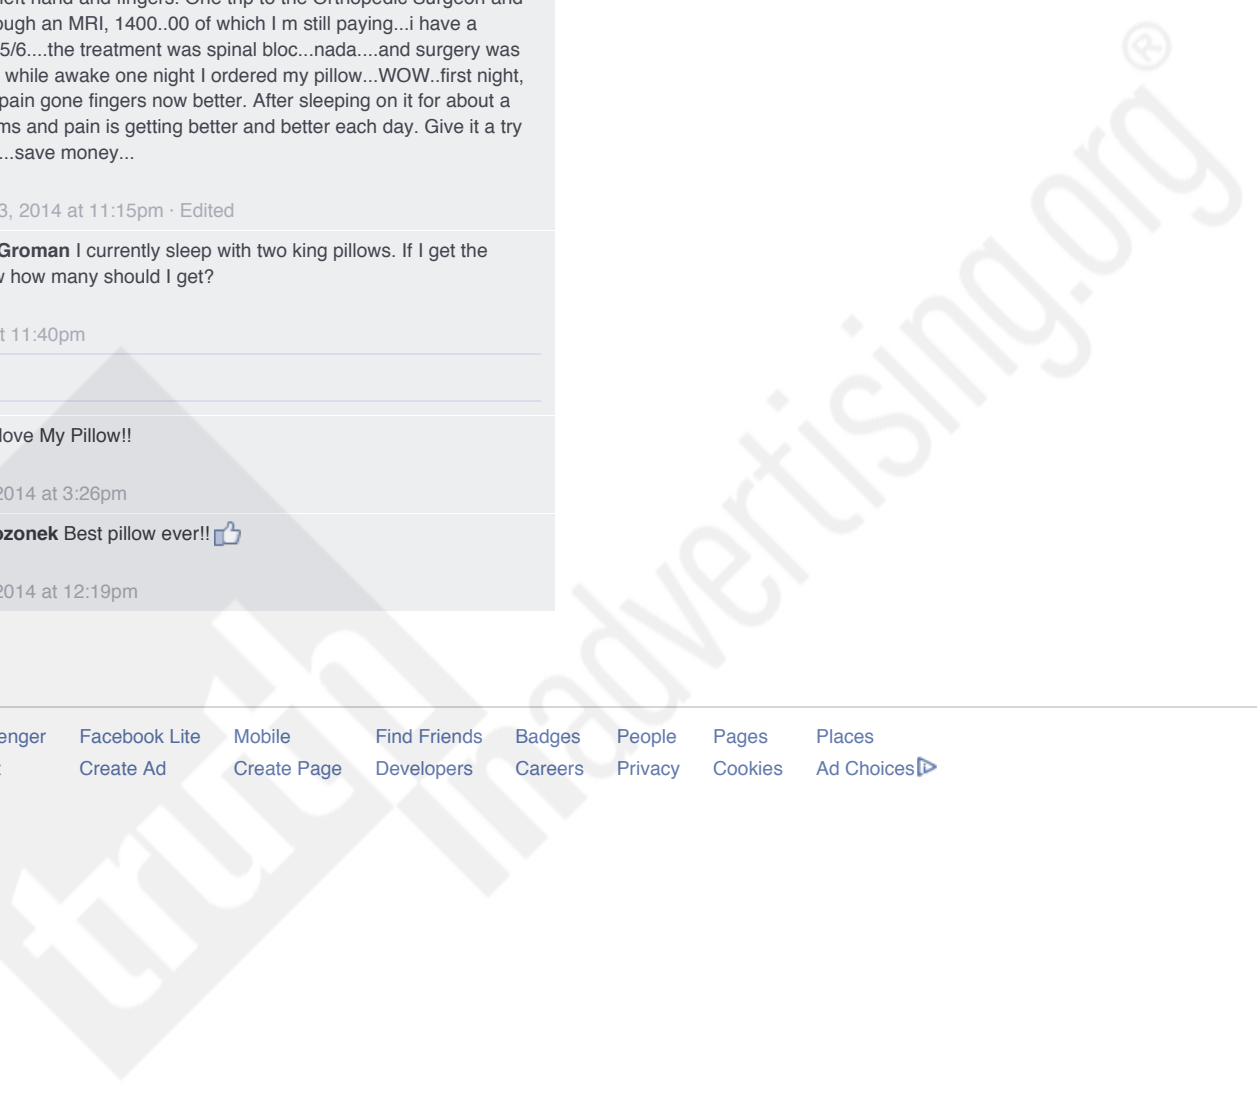 left hand and fingers. One trip to the Orthopedic Surgeon and
ough an MRI, 1400..00 of which I m still paying...i have a
5/6....the treatment was spinal bloc...nada....and surgery was
while awake one night I ordered my pillow...WOW..first night,
pain gone fingers now better. After sleeping on it for about a
ms and pain is getting better and better each day. Give it a try
...save money...
3, 2014 at 11:15pm · Edited
Groman I currently sleep with two king pillows. If I get the
w how many should I get?
t 11:40pm
love My Pillow!!
2014 at 3:26pm
ozonek Best pillow ever!!
2014 at 12:19pm
enger Facebook Lite Mobile Find Friends Badges People Pages Places
Create Ad Create Page Developers Careers Privacy Cookies Ad Choices
truth
inadvertising.org®